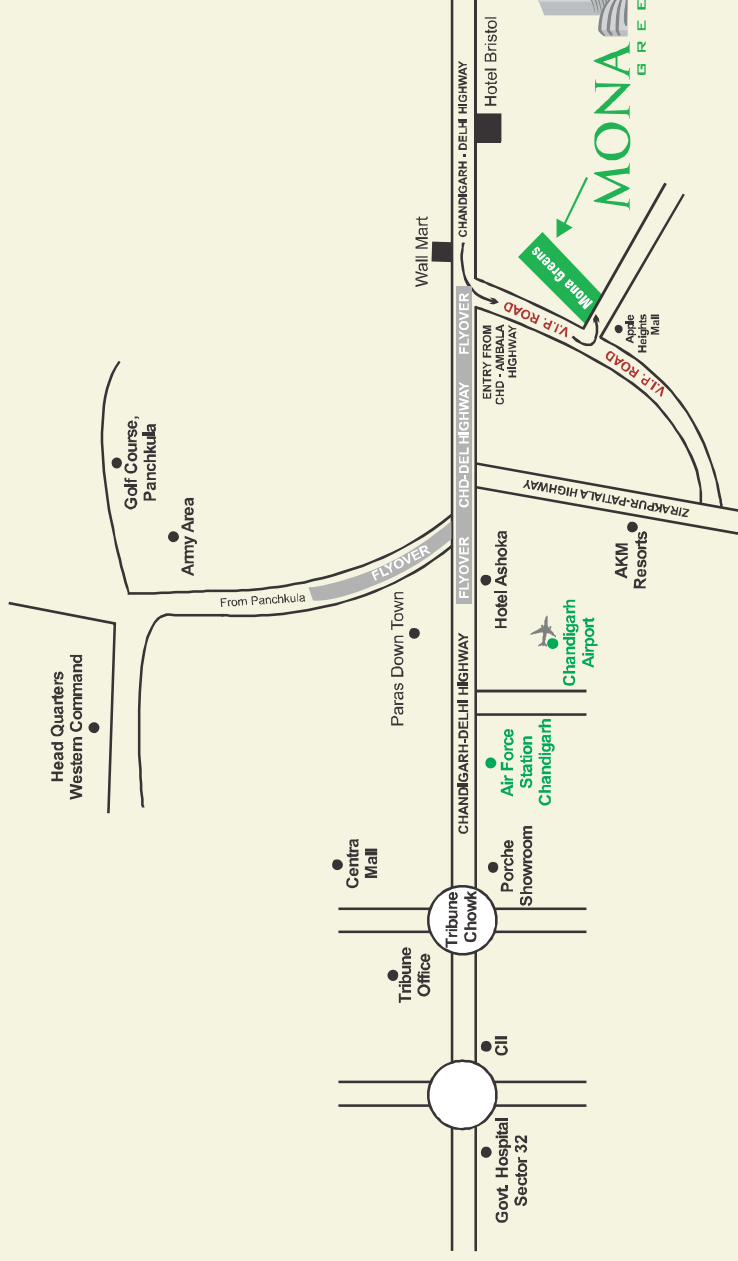 Head Quarters
Western Command
Golf Course,
Panchkula
Army Area
From Panchkula
FLYOVER
Paras Down Town
Centra
Mall
Tribune
Office
Wall Mart
Tribune
Chowk
CHANDIGARH-DELHI HIGHWAY
FLYOVER
CHD-DEL HIGHWAY
FLYOVER
CHANDIGARH - DELHI HIGHWAY
Govt. Hospital
Sector 32
CII
Porche
Showroom
Air Force
Station
Chandigarh
Chandigarh
Airport
Hotel Ashoka
AKM
Resorts
ZIRAKPUR-PATIALA HIGHWAY
ENTRY FROM
CHD - AMBALA
HIGHWAY
V.I.P. ROAD
V.I.P. ROAD
Apple
Heights
Mall
Mona Greens
Hotel Bristol
MONA
GREE